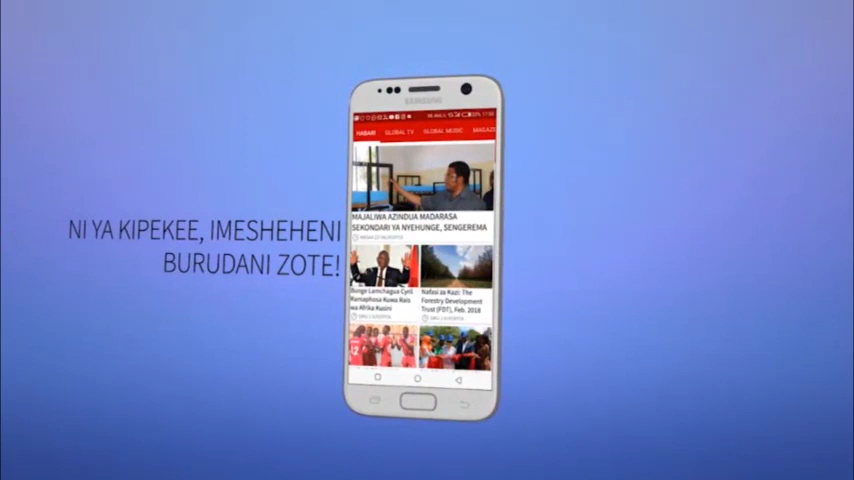 NI YA KIPEKEE, IMESHEHENI
BURUDANI ZOTE!
SAMSUNG
HABARI GLOBAL TV GLOBAL MUSIC MAGAZE
MAJALIWA AZINDUA MADARASA
SEKONDARI YA NYEHUNGE, SENGEREMA
Bunge Lamchagua Cyril
Ramaphosa Kuwa Rais
wa Afrika Kusini
Nafasi za Kazi: The
Forestry Development
Trust (FDT), Feb. 2018